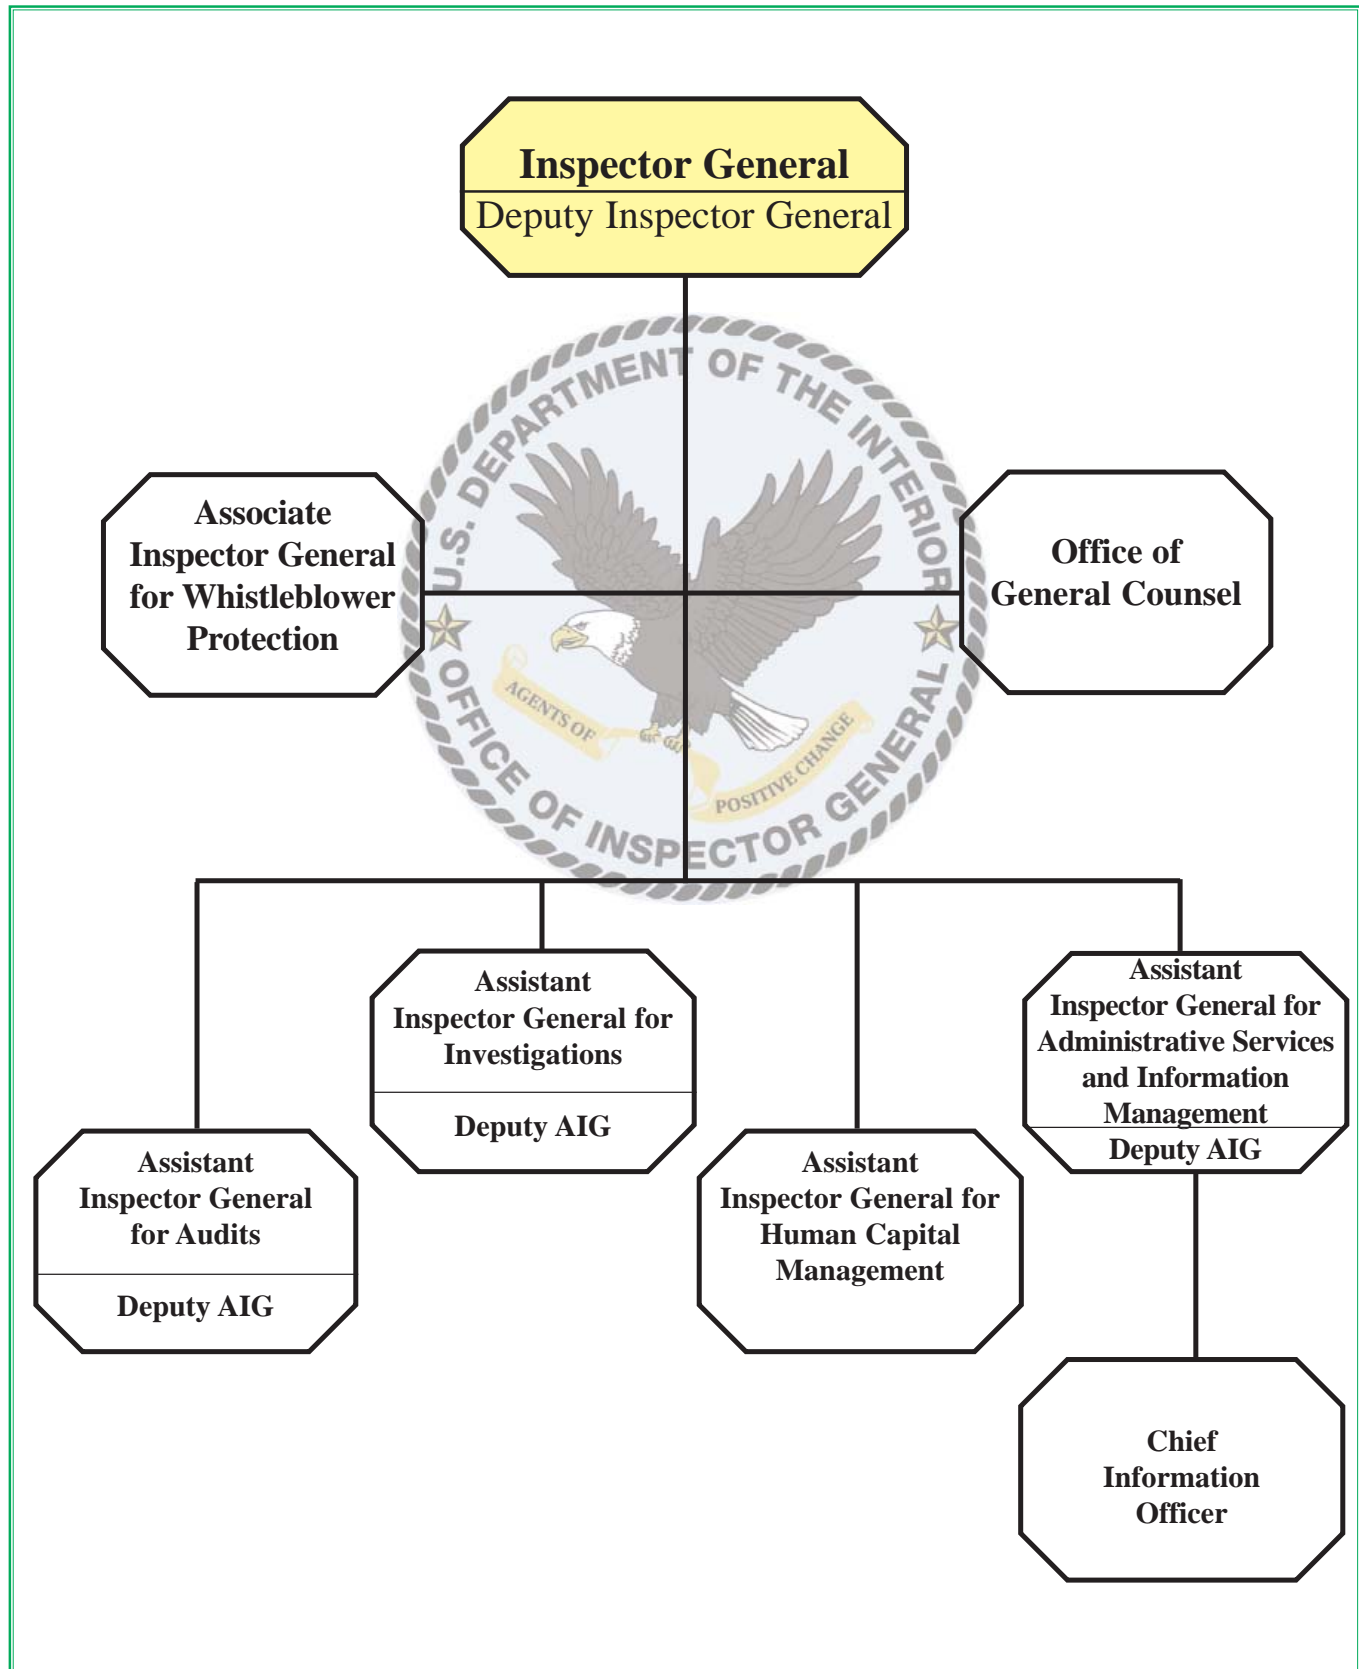 Inspector General
Deputy Inspector General
U.S. DEPARTMENT OF THE INTERIOR
OFFICE OF INSPECTOR GENERAL
AGENTS OF
POSITIVE CHANGE
Associate
Inspector General
for Whistleblower
Protection
Office of
General Counsel
Assistant
Inspector General
for Audits
Deputy AIG
Assistant
Inspector General for
Investigations
Deputy AIG
Assistant
Inspector General for
Human Capital
Management
Assistant
Inspector General for
Administrative Services
and Information
Management
Deputy AIG
Chief
Information
Officer